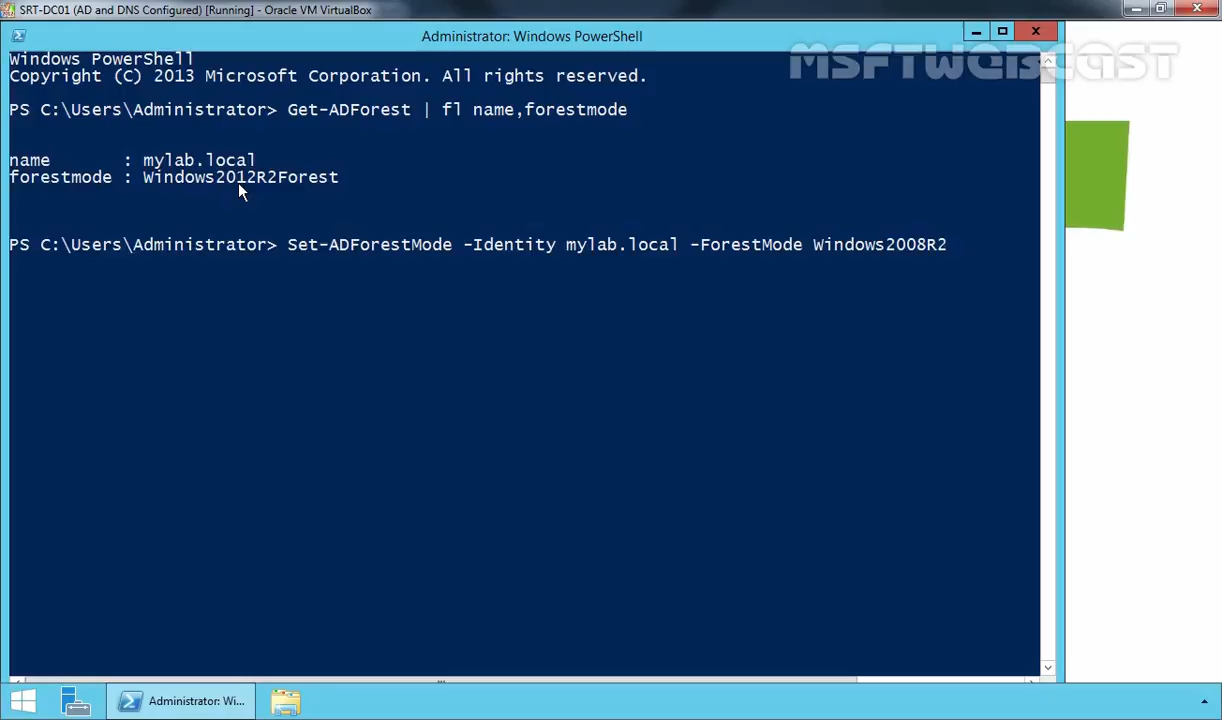 SRT-DC01 (AD and DNS Configured) [Running] - Oracle VM VirtualBox
Administrator: Windows PowerShell
MSFTWEBCAST
Windows PowerShell
Copyright (C) 2013 Microsoft Corporation. All rights reserved.
PS C:\Users\Administrator> Get-ADForest | fl name,forestmode
name       : mylab.local
forestmode : Windows2012R2Forest
PS C:\Users\Administrator> Set-ADForestMode -Identity mylab.local -ForestMode Windows2008R2
Administrator: Wi...